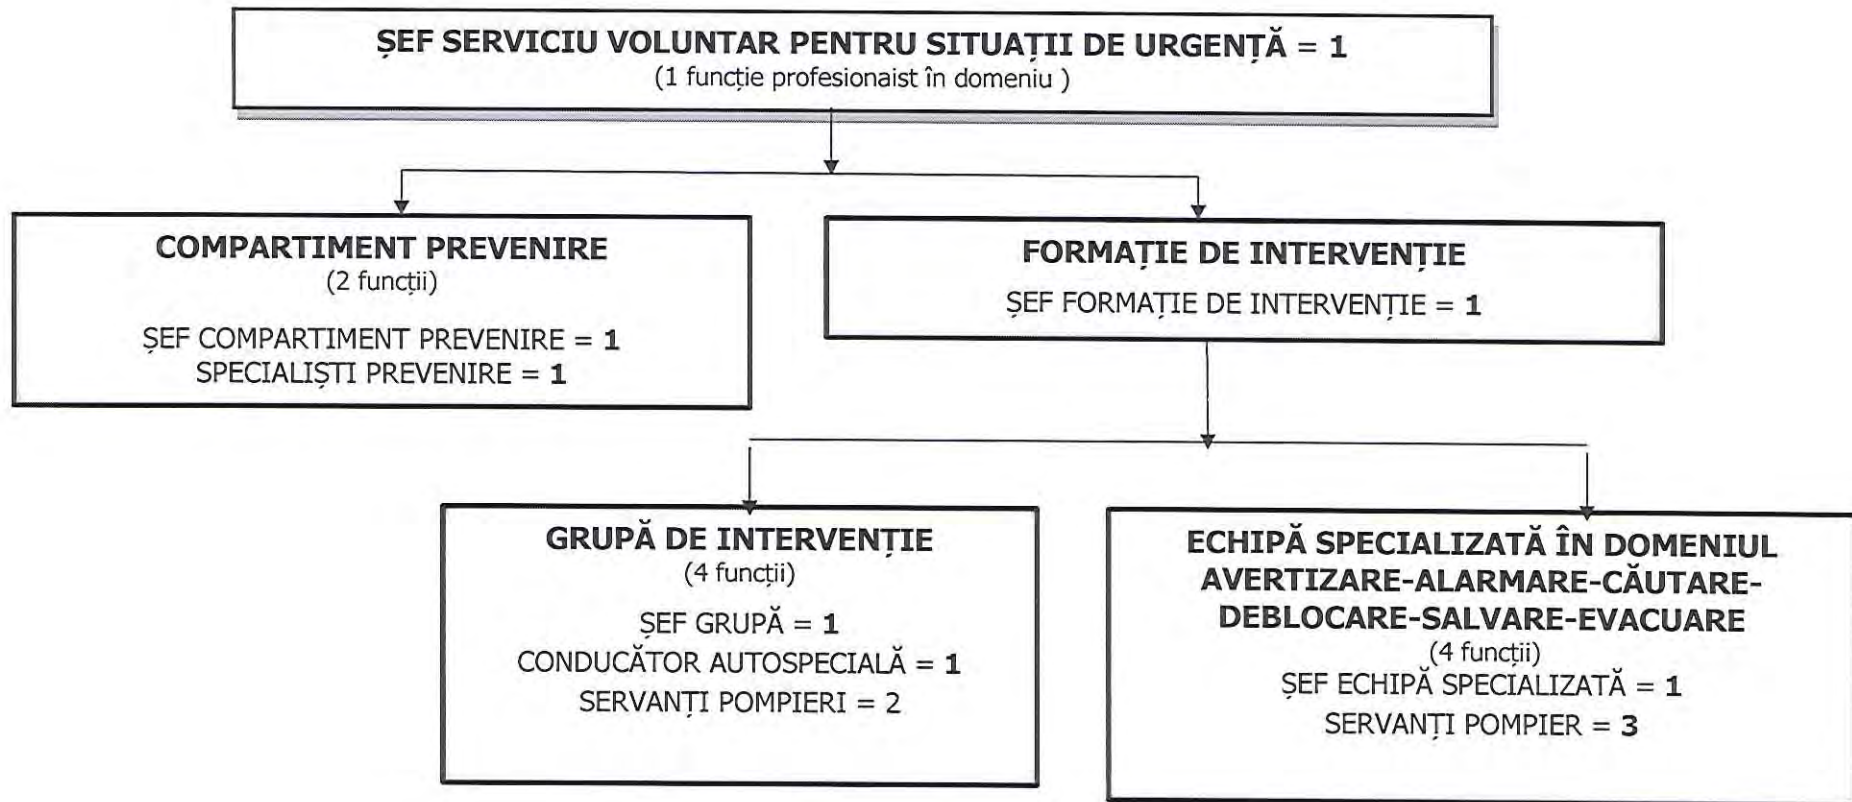 ȘEF SERVICIU VOLUNTAR PENTRU SITUAȚII DE URGENȚĂ = 1
(1 funcție profesionaist în domeniu )
COMPARTIMENT PREVENIRE
(2 funcții)
ȘEF COMPARTIMENT PREVENIRE = 1
SPECIALIȘTI PREVENIRE = 1
FORMAȚIE DE INTERVENȚIE
ȘEF FORMAȚIE DE INTERVENȚIE = 1
GRUPĂ DE INTERVENȚIE
(4 funcții)
ȘEF GRUPĂ = 1
CONDUCĂTOR AUTOSPECIALĂ = 1
SERVANȚI POMPIERI = 2
ECHIPĂ SPECIALIZATĂ ÎN DOMENIUL
AVERTIZARE-ALARMARE-CĂUTARE-
DEBLOCARE-SALVARE-EVACUARE
(4 funcții)
ȘEF ECHIPĂ SPECIALIZATĂ = 1
SERVANȚI POMPIER = 3